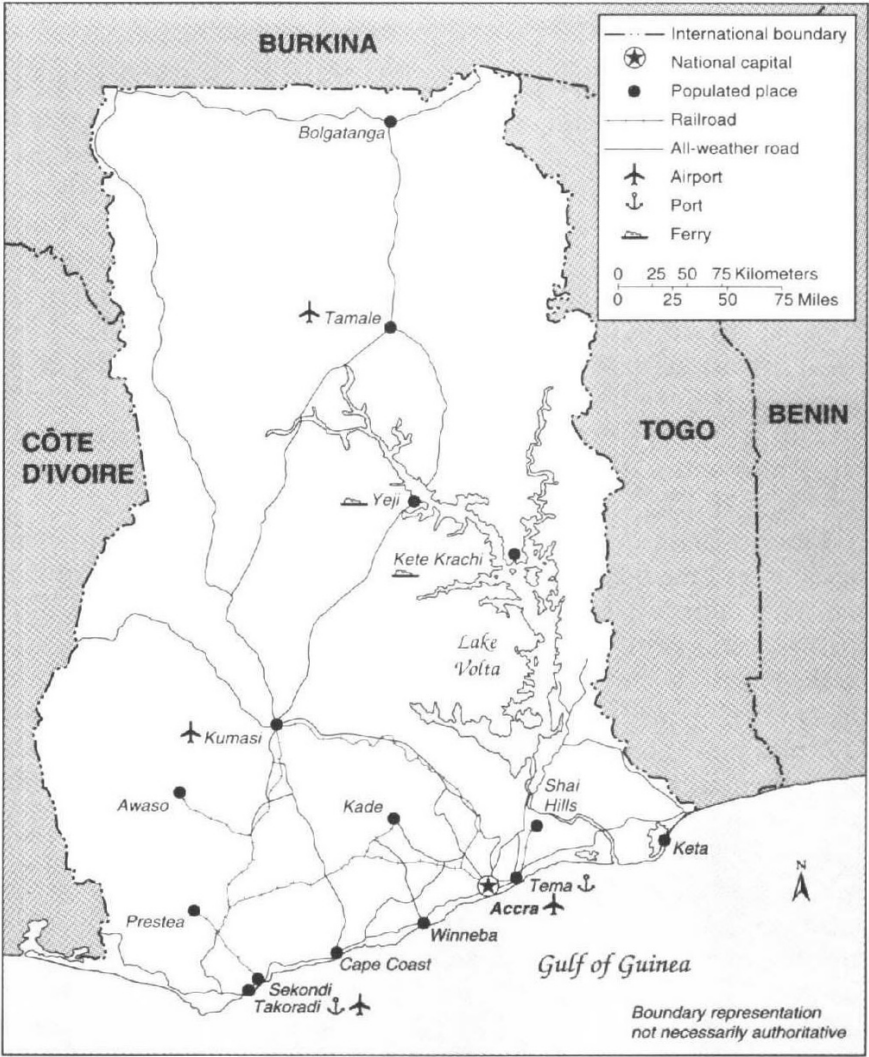 BURKINA
International boundary
National capital
Populated place
Railroad
All-weather road
Airport
Port
Ferry
0 25 50 75 Kilometers
0 25 50 75 Miles
Bolgatanga
Tamale
CÔTE
D'IVOIRE
TOGO
BENIN
Yeji
Kete Krachi
Lake
Volta
Kumasi
Awaso
Kade
Shai
Hills
Keta
Tema
Accra
Prestea
Winneba
Cape Coast
Sekondi
Takoradi
Gulf of Guinea
N
Boundary representation
not necessarily authoritative